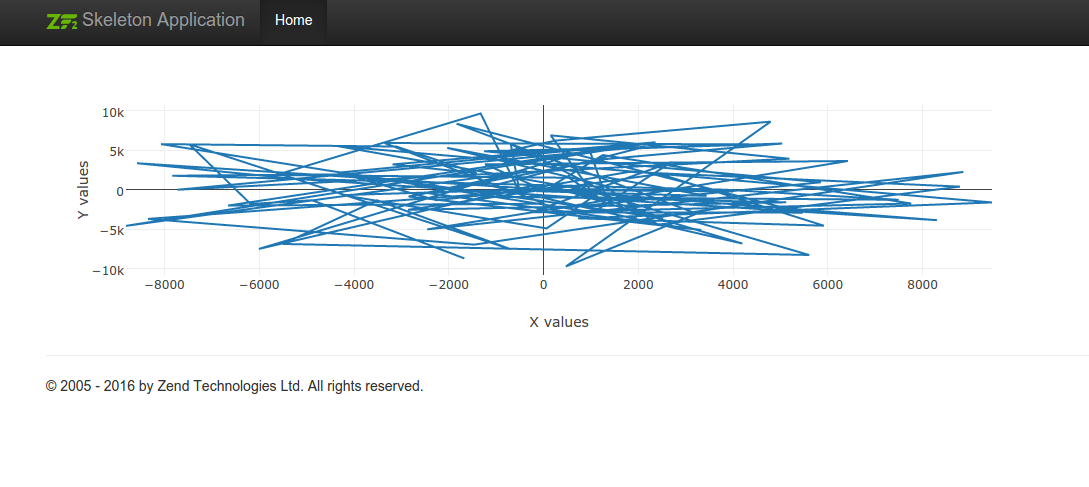 ZF2 Skeleton Application Home
10k
5k
0
−5k
−10k
Y values
−8000 −6000 −4000 −2000 0 2000 4000 6000 8000
X values
© 2005 - 2016 by Zend Technologies Ltd. All rights reserved.